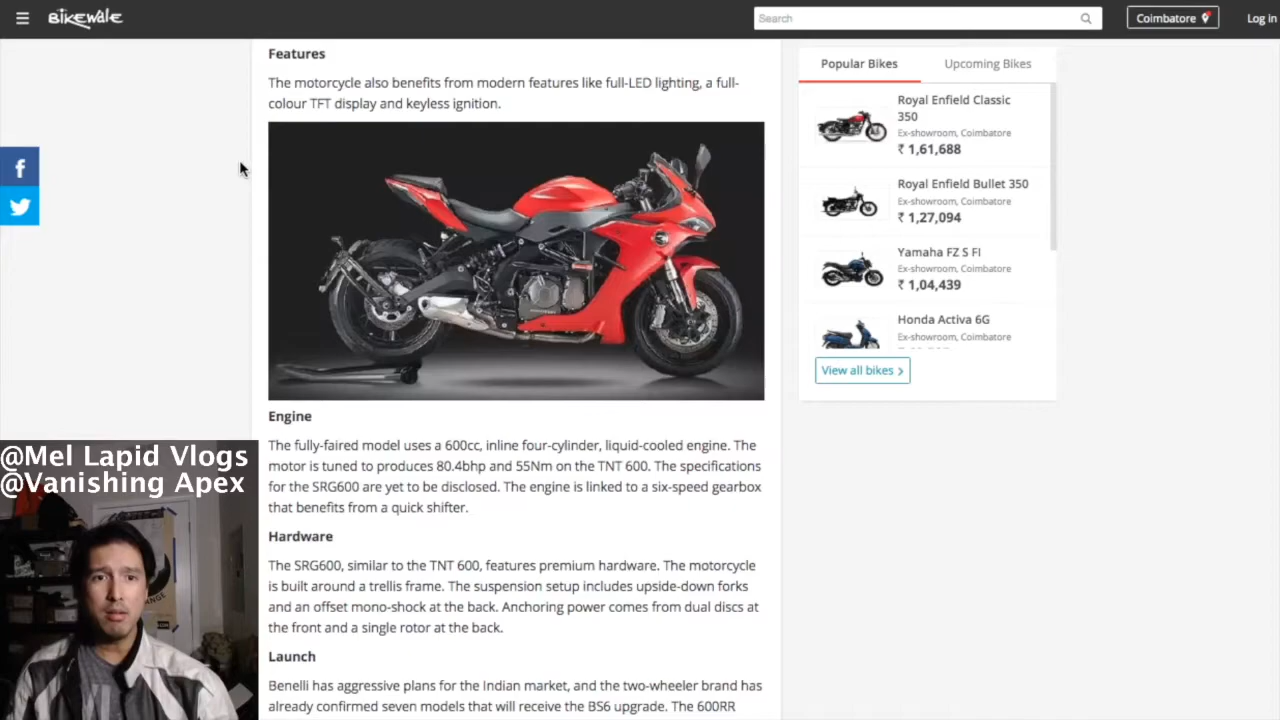 BikeWale
Search
Coimbatore
Log in
Features
The motorcycle also benefits from modern features like full-LED lighting, a full-
colour TFT display and keyless ignition.
Engine
The fully-faired model uses a 600cc, inline four-cylinder, liquid-cooled engine. The
motor is tuned to produces 80.4bhp and 55Nm on the TNT 600. The specifications
for the SRG600 are yet to be disclosed. The engine is linked to a six-speed gearbox
that benefits from a quick shifter.
Hardware
The SRG600, similar to the TNT 600, features premium hardware. The motorcycle
is built around a trellis frame. The suspension setup includes upside-down forks
and an offset mono-shock at the back. Anchoring power comes from dual discs at
the front and a single rotor at the back.
Launch
Benelli has aggressive plans for the Indian market, and the two-wheeler brand has
already confirmed seven models that will receive the BS6 upgrade. The 600RR
Popular Bikes
Upcoming Bikes
Royal Enfield Classic
350
Ex-showroom, Coimbatore
₹ 1,61,688
Royal Enfield Bullet 350
Ex-showroom, Coimbatore
₹ 1,27,094
Yamaha FZ S FI
Ex-showroom, Coimbatore
₹ 1,04,439
Honda Activa 6G
Ex-showroom, Coimbatore
View all bikes
@Mel Lapid Vlogs
@Vanishing Apex